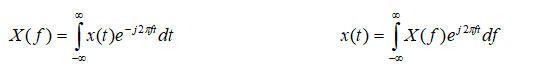 X(f) = ∫_{-∞}^{∞} x(t)e^{-j2πft} dt    x(t) = ∫_{-∞}^{∞} X(f)e^{j2πft} df